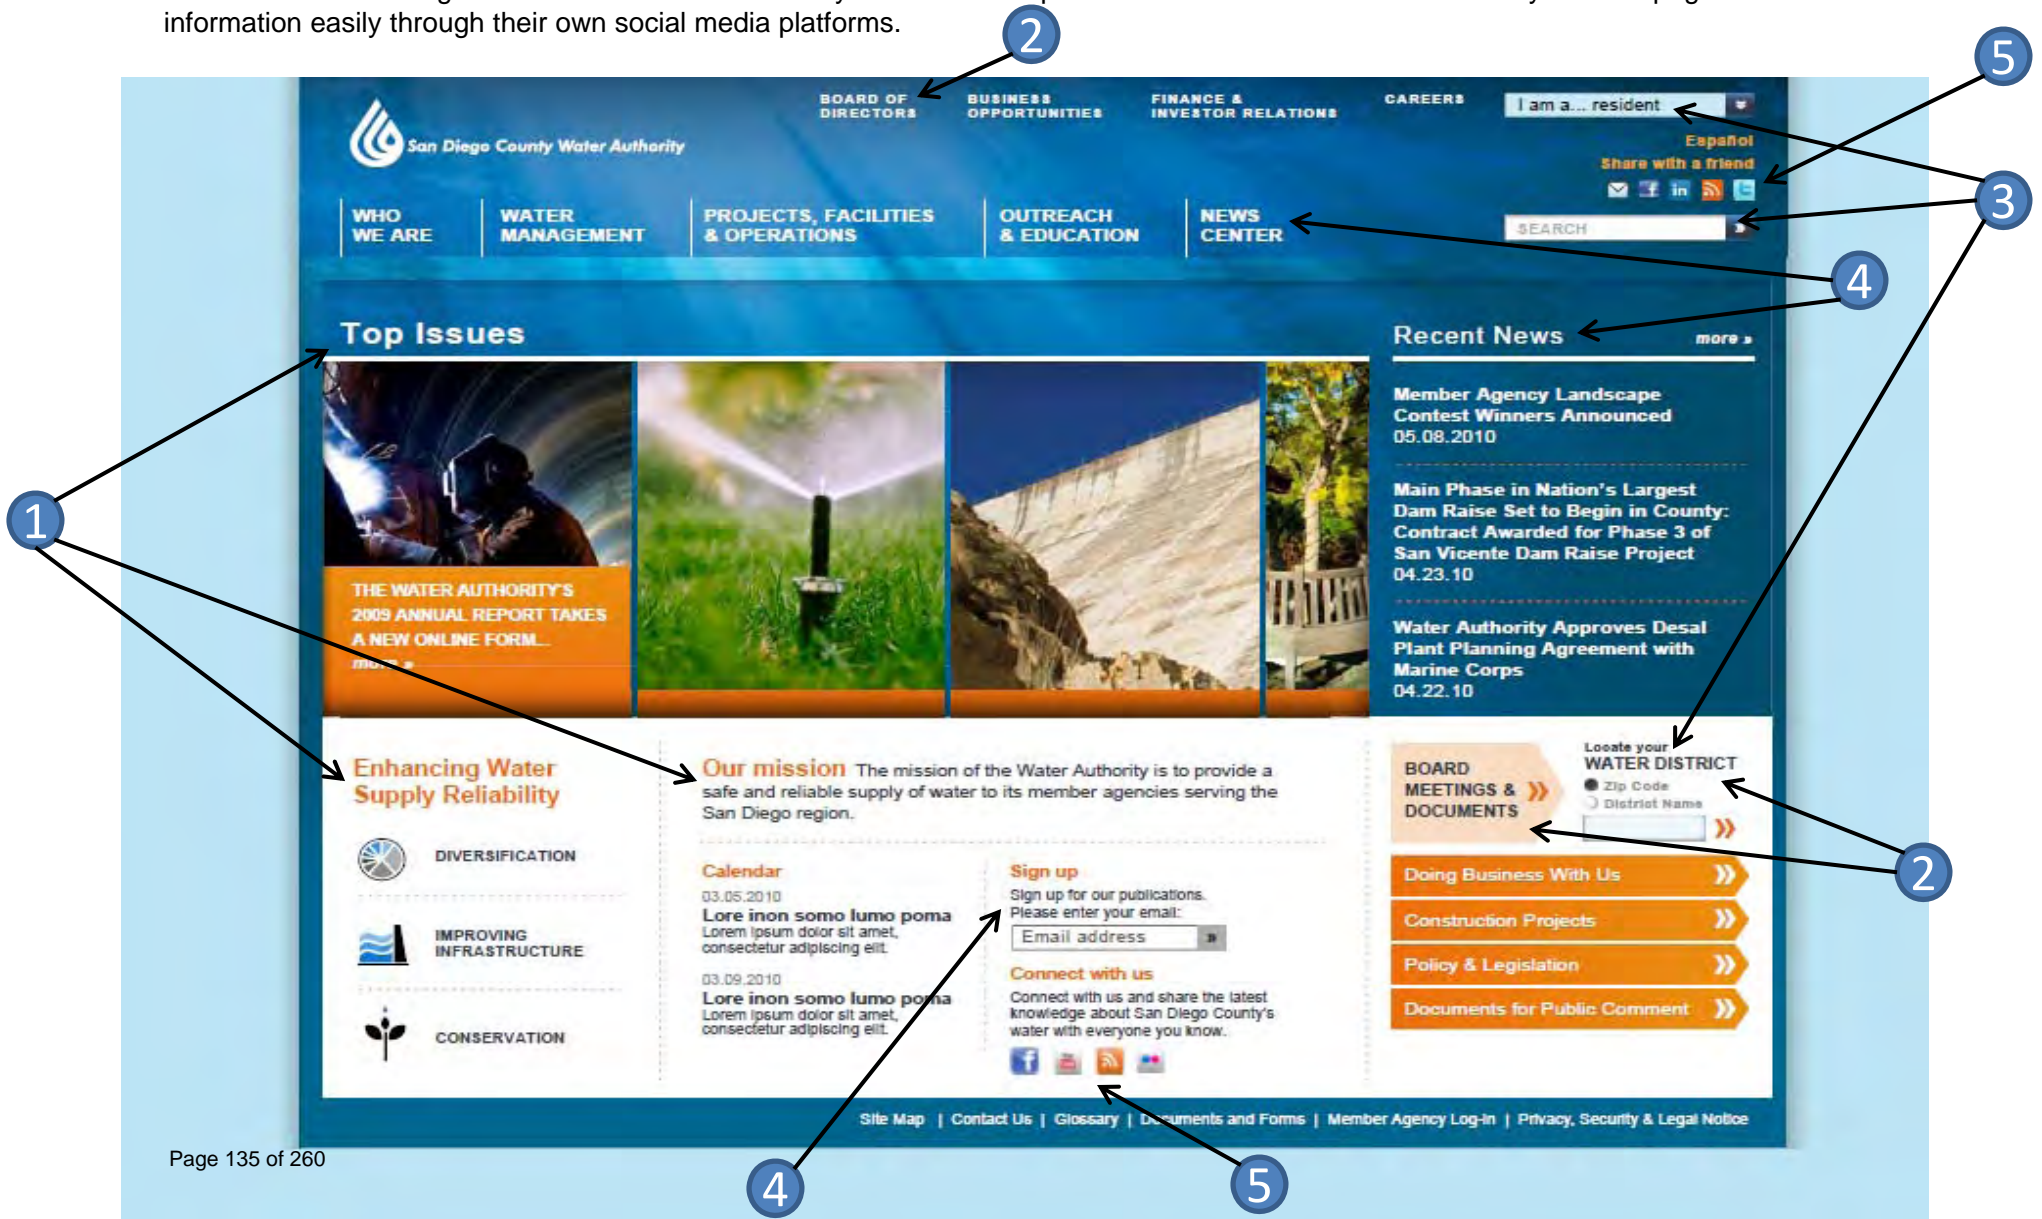 information easily through their own social media platforms.
2
5
BOARD OF DIRECTORS
BUSINESS OPPORTUNITIES
FINANCE & INVESTOR RELATIONS
CAREERS
I am a... resident
San Diego County Water Authority
Español
Share with a friend
3
WHO WE ARE
WATER MANAGEMENT
PROJECTS, FACILITIES & OPERATIONS
OUTREACH & EDUCATION
NEWS CENTER
SEARCH
4
Top Issues
Recent News
more »
Member Agency Landscape
Contest Winners Announced
05.08.2010
Main Phase in Nation's Largest
Dam Raise Set to Begin in County:
Contract Awarded for Phase 3 of
San Vicente Dam Raise Project
04.23.10
Water Authority Approves Desal
Plant Planning Agreement with
Marine Corps
04.22.10
1
THE WATER AUTHORITY'S
2009 ANNUAL REPORT TAKES
A NEW ONLINE FORM...
more »
Enhancing Water
Supply Reliability
DIVERSIFICATION
IMPROVING
INFRASTRUCTURE
CONSERVATION
Our mission The mission of the Water Authority is to provide a
safe and reliable supply of water to its member agencies serving the
San Diego region.
Calendar
03.05.2010
Lore inon somo lumo poma
Lorem ipsum dolor sit amet,
consectetur adipiscing elit.
03.09.2010
Lore inon somo lumo poma
Lorem ipsum dolor sit amet,
consectetur adipiscing elit.
Sign up
Sign up for our publications.
Please enter your email:
Email address
Connect with us
Connect with us and share the latest
knowledge about San Diego County's
water with everyone you know.
BOARD
MEETINGS &
DOCUMENTS
Locate your
WATER DISTRICT
Zip Code
District Name
2
Doing Business With Us
Construction Projects
Policy & Legislation
Documents for Public Comment
Site Map | Contact Us | Glossary | Documents and Forms | Member Agency Log-in | Privacy, Security & Legal Notice
Page 135 of 260
4
5